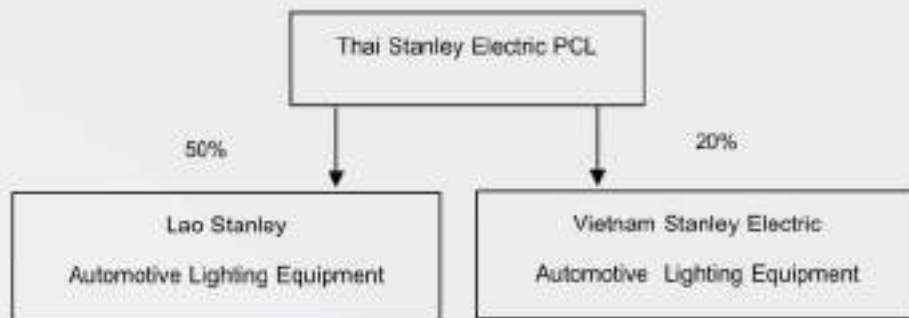 Thai Stanley Electric PCL
50%
20%
Lao Stanley
Automotive Lighting Equipment
Vietnam Stanley Electric
Automotive Lighting Equipment